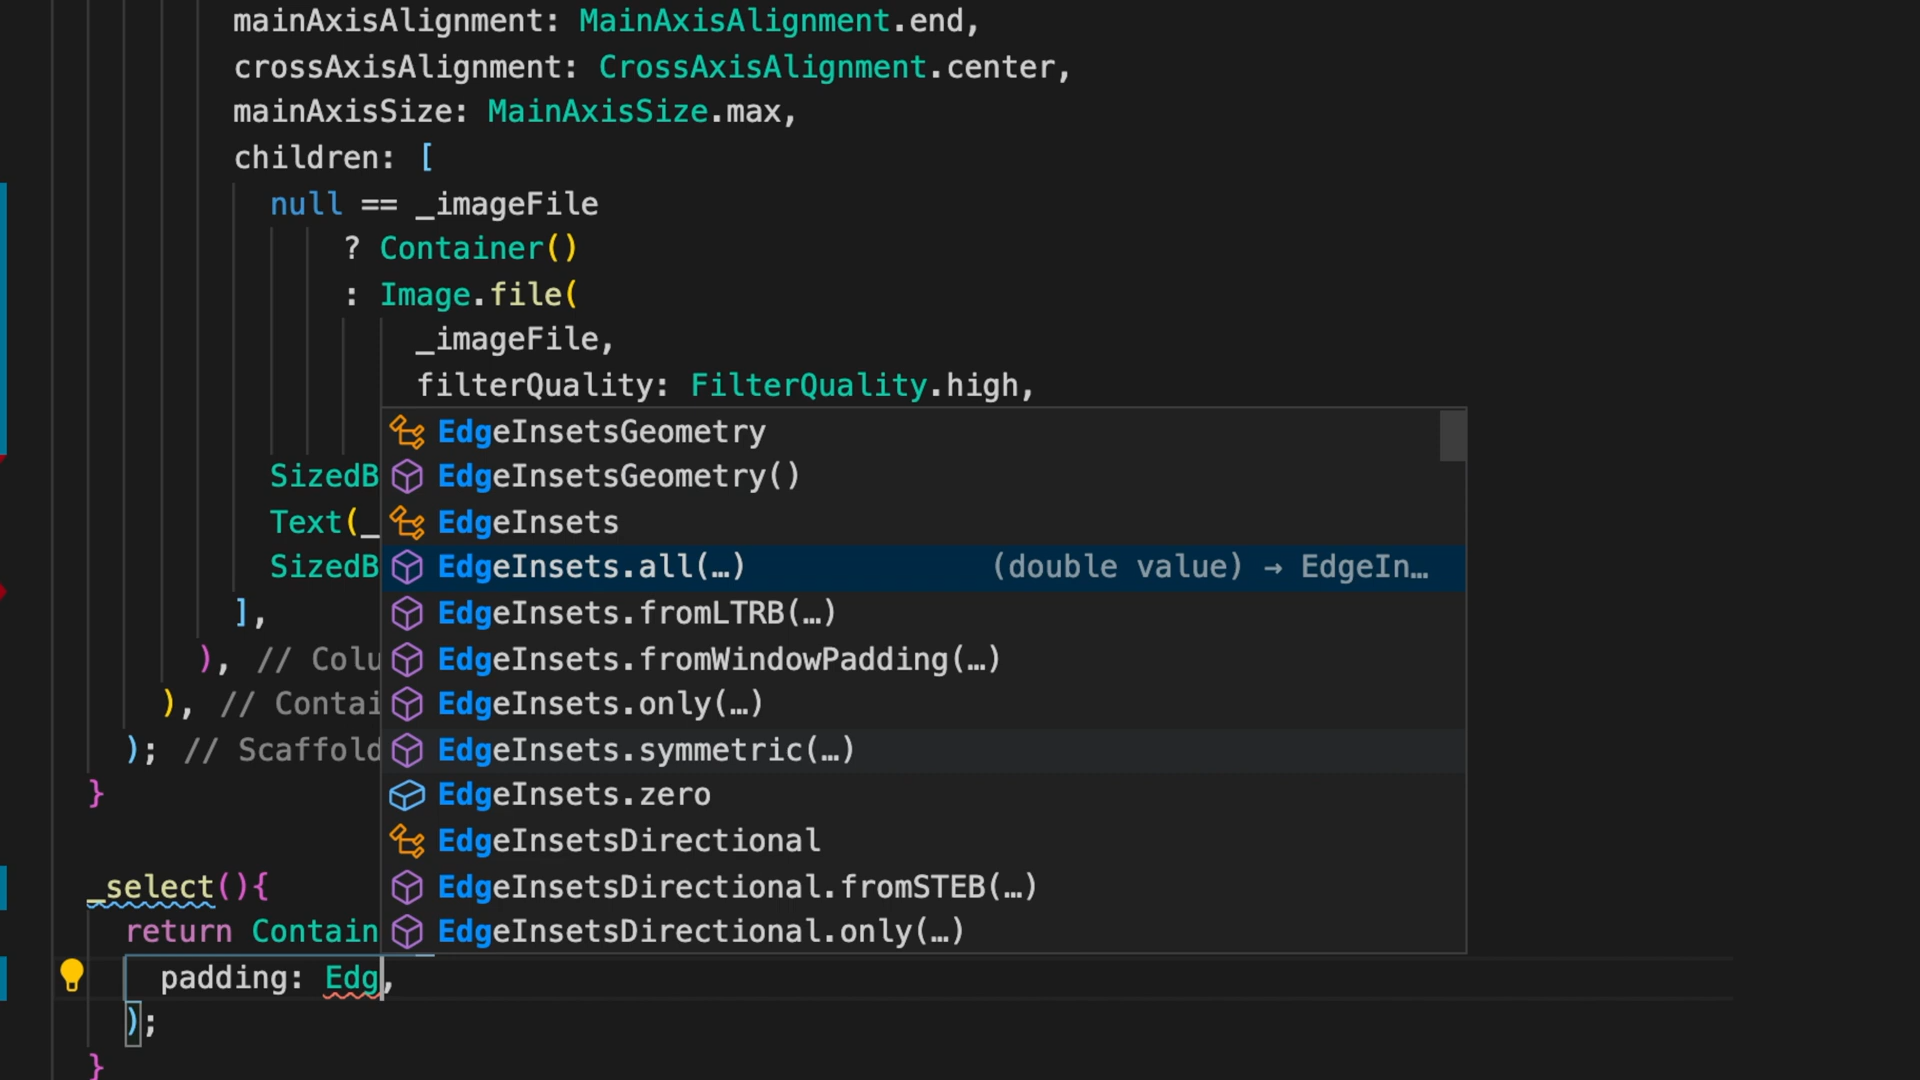 mainAxisAlignment: MainAxisAlignment.end,
crossAxisAlignment: CrossAxisAlignment.center,
mainAxisSize: MainAxisSize.max,
children: [
null == _imageFile
? Container()
: Image.file(
_imageFile,
filterQuality: FilterQuality.high,
EdgeInsetsGeometry
EdgeInsetsGeometry()
SizedB
EdgeInsets
Text(_
EdgeInsets.all(…) (double value) → EdgeIn…
SizedB
EdgeInsets.fromLTRB(…)
],
EdgeInsets.fromWindowPadding(…)
), // Colu
EdgeInsets.only(…)
), // Contai
EdgeInsets.symmetric(…)
); // Scaffold
EdgeInsets.zero
}
EdgeInsetsDirectional
EdgeInsetsDirectional.fromSTEB(…)
_select(){
EdgeInsetsDirectional.only(…)
return Contain
padding: Edg,
);
}